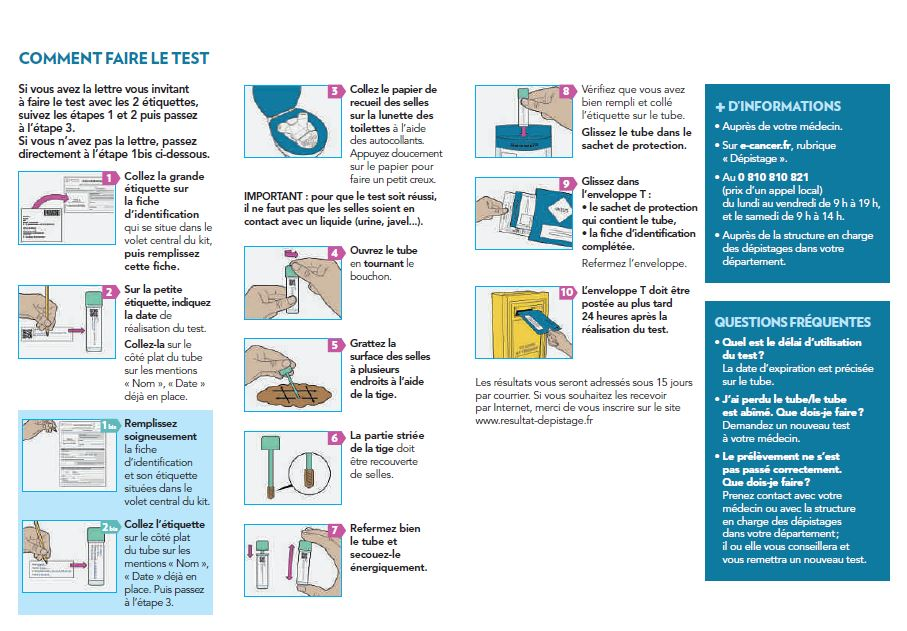 COMMENT FAIRE LE TEST
Si vous avez la lettre vous invitant
à faire le test avec les 2 étiquettes,
suivez les étapes 1 et 2 puis passez
à l'étape 3.
Si vous n'avez pas la lettre, passez
directement à l'étape 1bis ci-dessous.
1
Collez la grande
étiquette sur
la fiche
d'identification
qui se situe dans le
volet central du kit,
puis remplissez
cette fiche.
2
Sur la petite
étiquette, indiquez
la date de
réalisation du test.
Collez-la sur le
côté plat du tube
sur les mentions
« Nom », « Date »
déjà en place.
1 bis
Remplissez
soigneusement
la fiche
d'identification
et son étiquette
situées dans le
volet central du kit.
2 bis
Collez l'étiquette
sur le côté plat
du tube sur les
mentions « Nom »,
« Date » déjà en
place. Puis passez
à l'étape 3.
3
Collez le papier de
recueil des selles
sur la lunette des
toilettes à l'aide
des autocollants.
Appuyez doucement
sur le papier pour
faire un petit creux.
IMPORTANT : pour que le test soit réussi,
il ne faut pas que les selles soient en
contact avec un liquide (urine, javel...).
4
Ouvrez le tube
en tournant le
bouchon.
5
Grattez la
surface des selles
à plusieurs
endroits à l'aide
de la tige.
6
La partie striée
de la tige doit
être recouverte
de selles.
7
Refermez bien
le tube et
secouez-le
énergiquement.
8
Vérifiez que vous avez
bien rempli et collé
l'étiquette sur le tube.
Glissez le tube dans le
sachet de protection.
9
Glissez dans
l'enveloppe T :
• le sachet de protection
qui contient le tube,
• la fiche d'identification
complétée.
Refermez l'enveloppe.
10
L'enveloppe T doit être
postée au plus tard
24 heures après la
réalisation du test.
Les résultats vous seront adressés sous 15 jours
par courrier. Si vous souhaitez les recevoir
par Internet, merci de vous inscrire sur le site
www.resultat-depistage.fr
+ D'INFORMATIONS
• Auprès de votre médecin.
• Sur e-cancer.fr, rubrique
« Dépistage ».
• Au 0 810 810 821
(prix d'un appel local)
du lundi au vendredi de 9 h à 19 h,
et le samedi de 9 h à 14 h.
• Auprès de la structure en charge
des dépistages dans votre
département.
QUESTIONS FRÉQUENTES
• Quel est le délai d'utilisation
du test ?
La date d'expiration est précisée
sur le tube.
• J'ai perdu le tube/le tube
est abîmé. Que dois-je faire ?
Demandez un nouveau test
à votre médecin.
• Le prélèvement ne s'est
pas passé correctement.
Que dois-je faire ?
Prenez contact avec votre
médecin ou avec la structure
en charge des dépistages
dans votre département ;
il ou elle vous conseillera et
vous remettra un nouveau test.